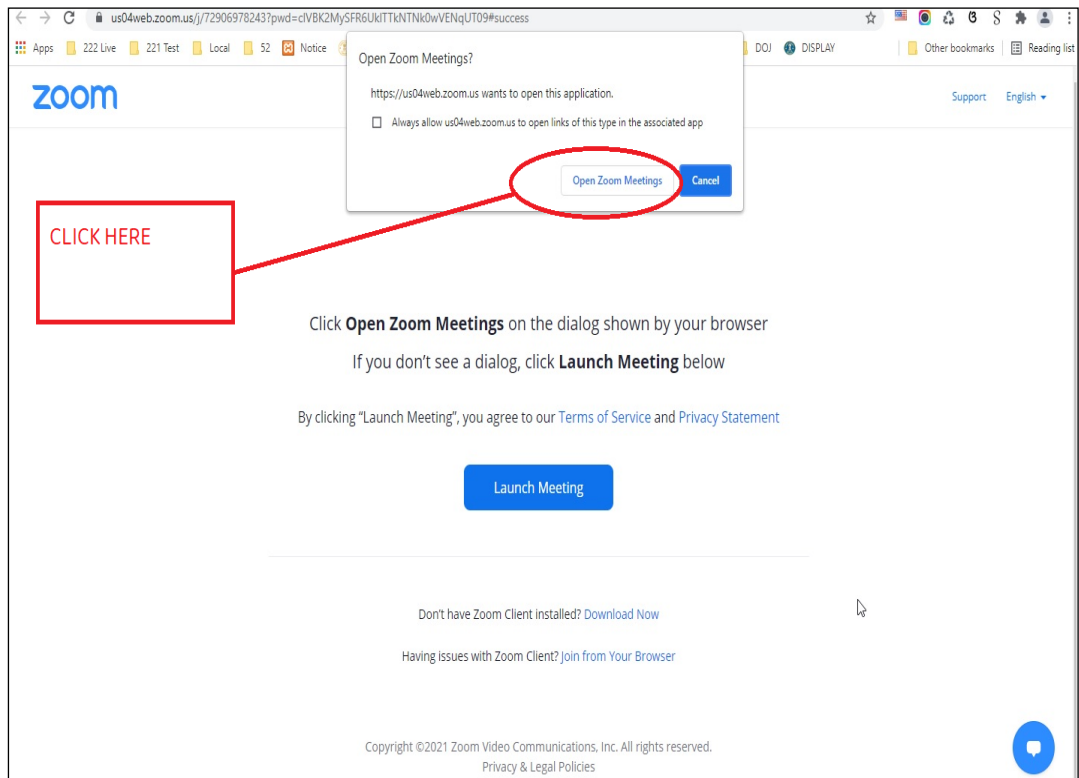 us04web.zoom.us/j/72906978243?pwd=clVBK2MySFR6UklTTkNTNk0wVENqUT09#success
Apps 222 Live 221 Test Local 52 Notice DOJ DISPLAY Other bookmarks Reading list
Open Zoom Meetings?
https://us04web.zoom.us wants to open this application.
Always allow us04web.zoom.us to open links of this type in the associated app
Open Zoom Meetings Cancel
zoom Support English
CLICK HERE
Click Open Zoom Meetings on the dialog shown by your browser
If you don't see a dialog, click Launch Meeting below
By clicking "Launch Meeting", you agree to our Terms of Service and Privacy Statement
Launch Meeting
Don't have Zoom Client installed? Download Now
Having issues with Zoom Client? Join from Your Browser
Copyright ©2021 Zoom Video Communications, Inc. All rights reserved.
Privacy & Legal Policies